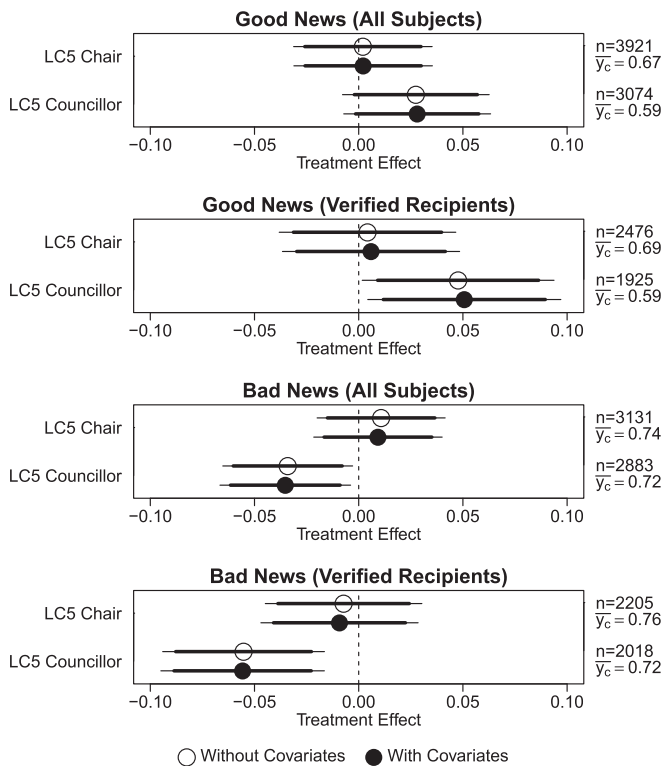 Good News (All Subjects)
LC5 Chair
n=3921
y̅c = 0.67
LC5 Councillor
n=3074
y̅c = 0.59
−0.10 −0.05 0.00 0.05 0.10
Treatment Effect
Good News (Verified Recipients)
LC5 Chair
n=2476
y̅c = 0.69
LC5 Councillor
n=1925
y̅c = 0.59
−0.10 −0.05 0.00 0.05 0.10
Treatment Effect
Bad News (All Subjects)
LC5 Chair
n=3131
y̅c = 0.74
LC5 Councillor
n=2883
y̅c = 0.72
−0.10 −0.05 0.00 0.05 0.10
Treatment Effect
Bad News (Verified Recipients)
LC5 Chair
n=2205
y̅c = 0.76
LC5 Councillor
n=2018
y̅c = 0.72
−0.10 −0.05 0.00 0.05 0.10
Treatment Effect
Without Covariates With Covariates